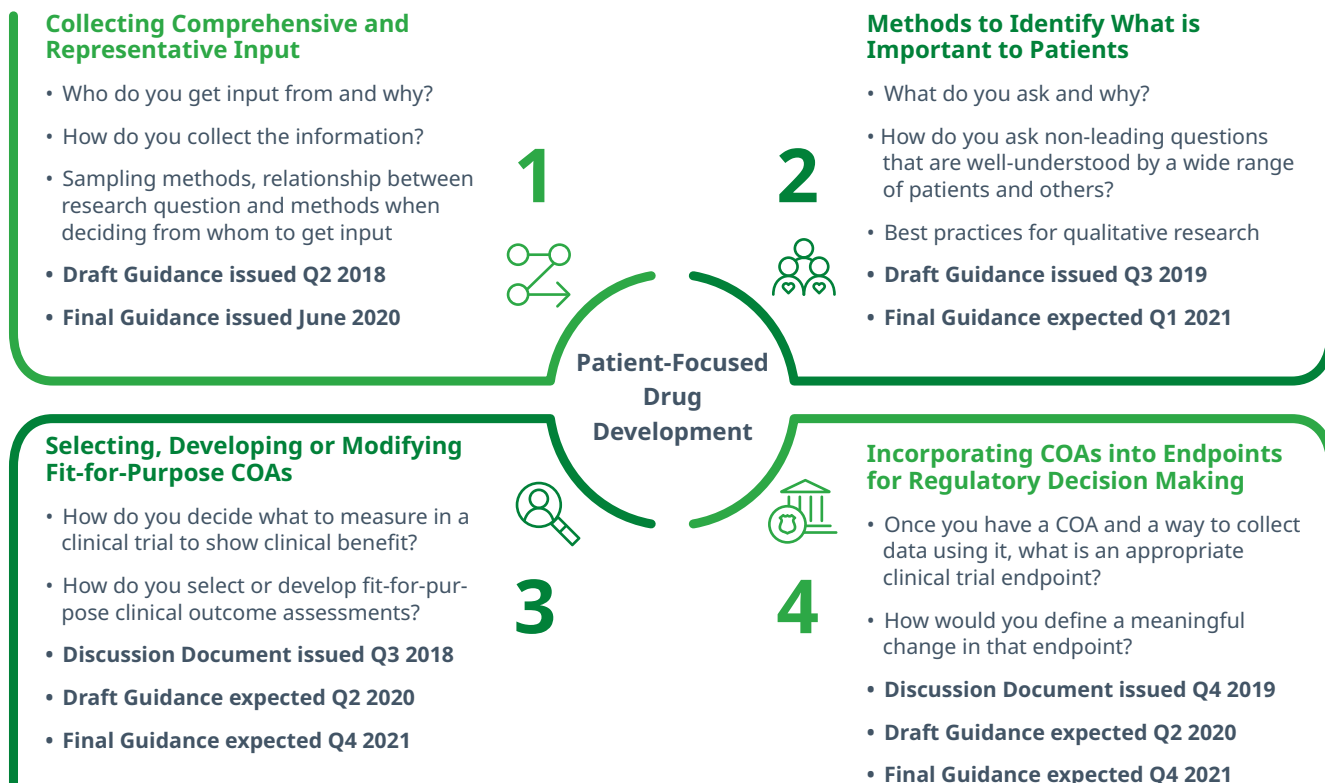 Collecting Comprehensive and
Representative Input
• Who do you get input from and why?
• How do you collect the information?
• Sampling methods, relationship between
research question and methods when
deciding from whom to get input
• Draft Guidance issued Q2 2018
• Final Guidance issued June 2020
1
Methods to Identify What is
Important to Patients
• What do you ask and why?
• How do you ask non-leading questions
that are well-understood by a wide range
of patients and others?
• Best practices for qualitative research
• Draft Guidance issued Q3 2019
• Final Guidance expected Q1 2021
2
Patient-Focused
Drug
Development
Selecting, Developing or Modifying
Fit-for-Purpose COAs
• How do you decide what to measure in a
clinical trial to show clinical benefit?
• How do you select or develop fit-for-pur-
pose clinical outcome assessments?
• Discussion Document issued Q3 2018
• Draft Guidance expected Q2 2020
• Final Guidance expected Q4 2021
3
Incorporating COAs into Endpoints
for Regulatory Decision Making
• Once you have a COA and a way to collect
data using it, what is an appropriate
clinical trial endpoint?
• How would you define a meaningful
change in that endpoint?
• Discussion Document issued Q4 2019
• Draft Guidance expected Q2 2020
• Final Guidance expected Q4 2021
4